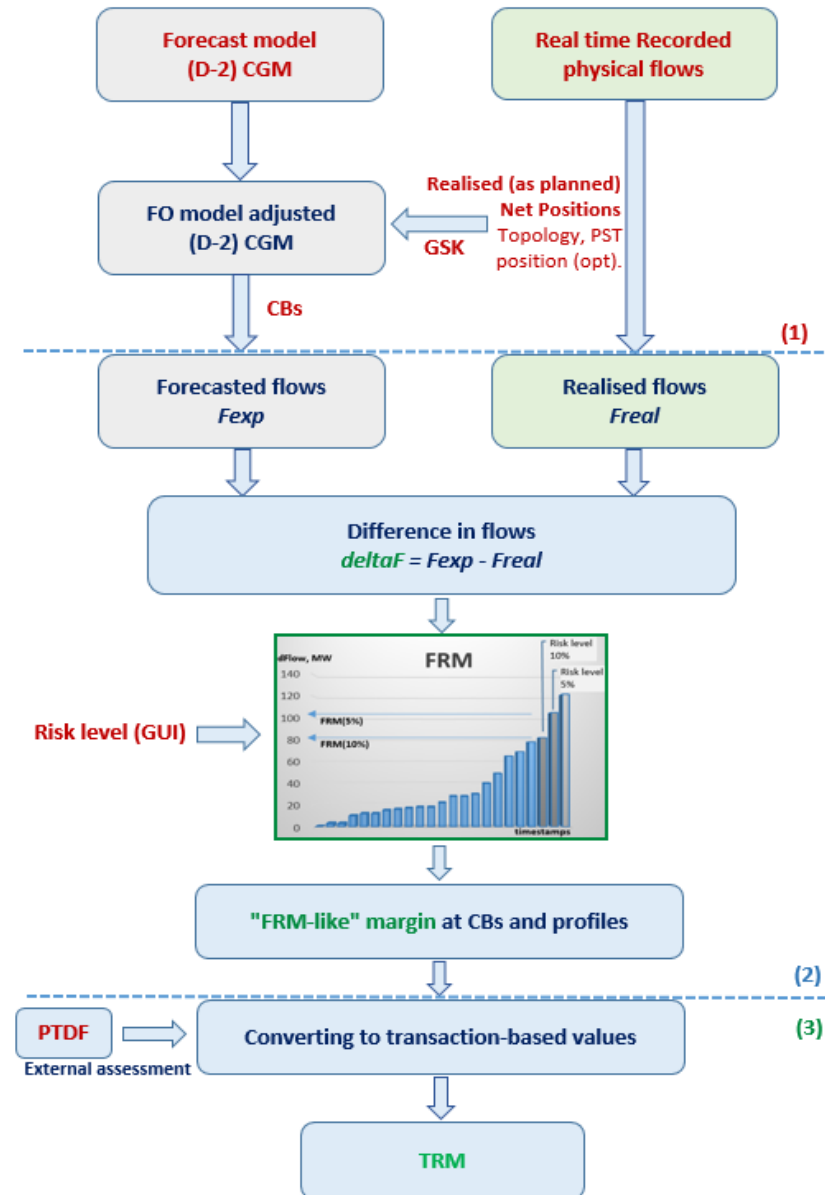 Forecast model
(D-2) CGM
Real time Recorded
physical flows
FO model adjusted
(D-2) CGM
GSK
Realised (as planned)
Net Positions
Topology, PST
position (opt).
CBs
(1)
Forecasted flows
Fexp
Realised flows
Freal
Difference in flows
deltaF = Fexp - Freal
Risk level (GUI)
dFlow, MW
FRM
Risk level
10%
Risk level
5%
140
120
100
80
60
40
20
0
FRM(5%)
FRM(10%)
timestamps
"FRM-like" margin at CBs and profiles
(2)
PTDF
External assessment
Converting to transaction-based values
(3)
TRM